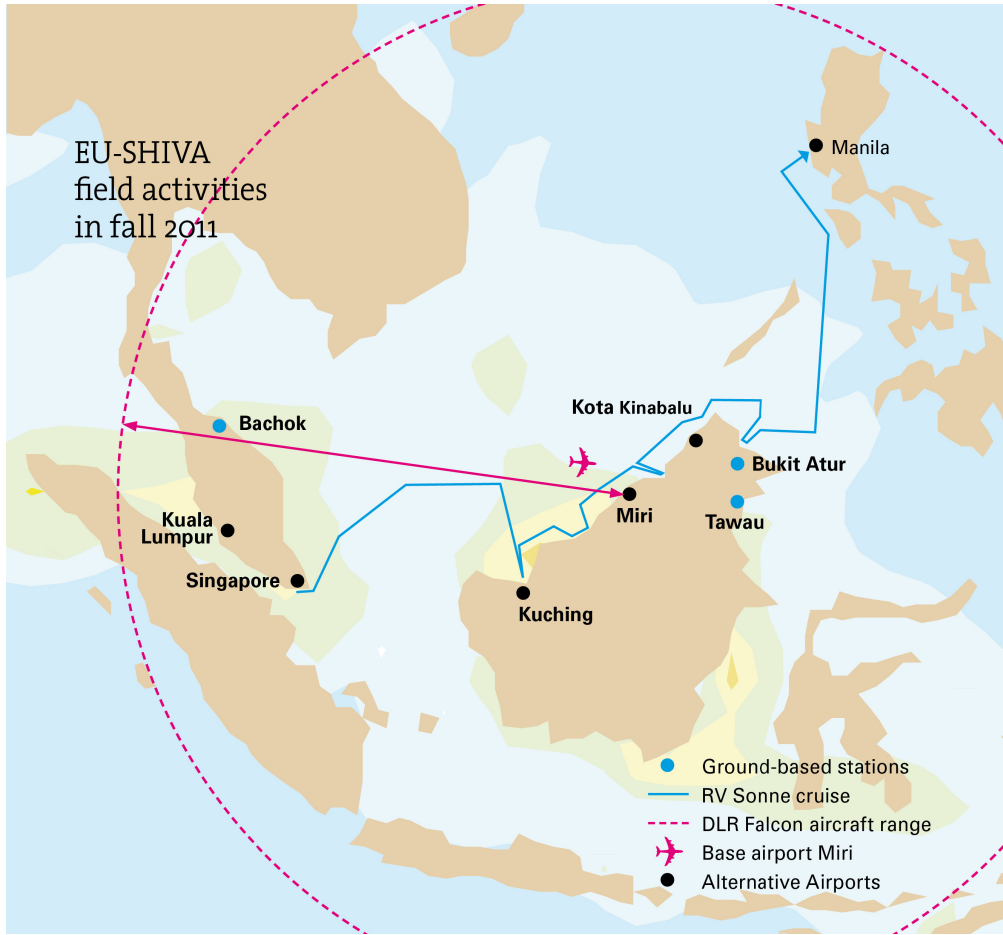 EU-SHIVA
field activities
in fall 2011
Manila
Kota Kinabalu
Bachok
Bukit Atur
Miri
Tawau
Kuala
Lumpur
Singapore
Kuching
Ground-based stations
RV Sonne cruise
DLR Falcon aircraft range
Base airport Miri
Alternative Airports